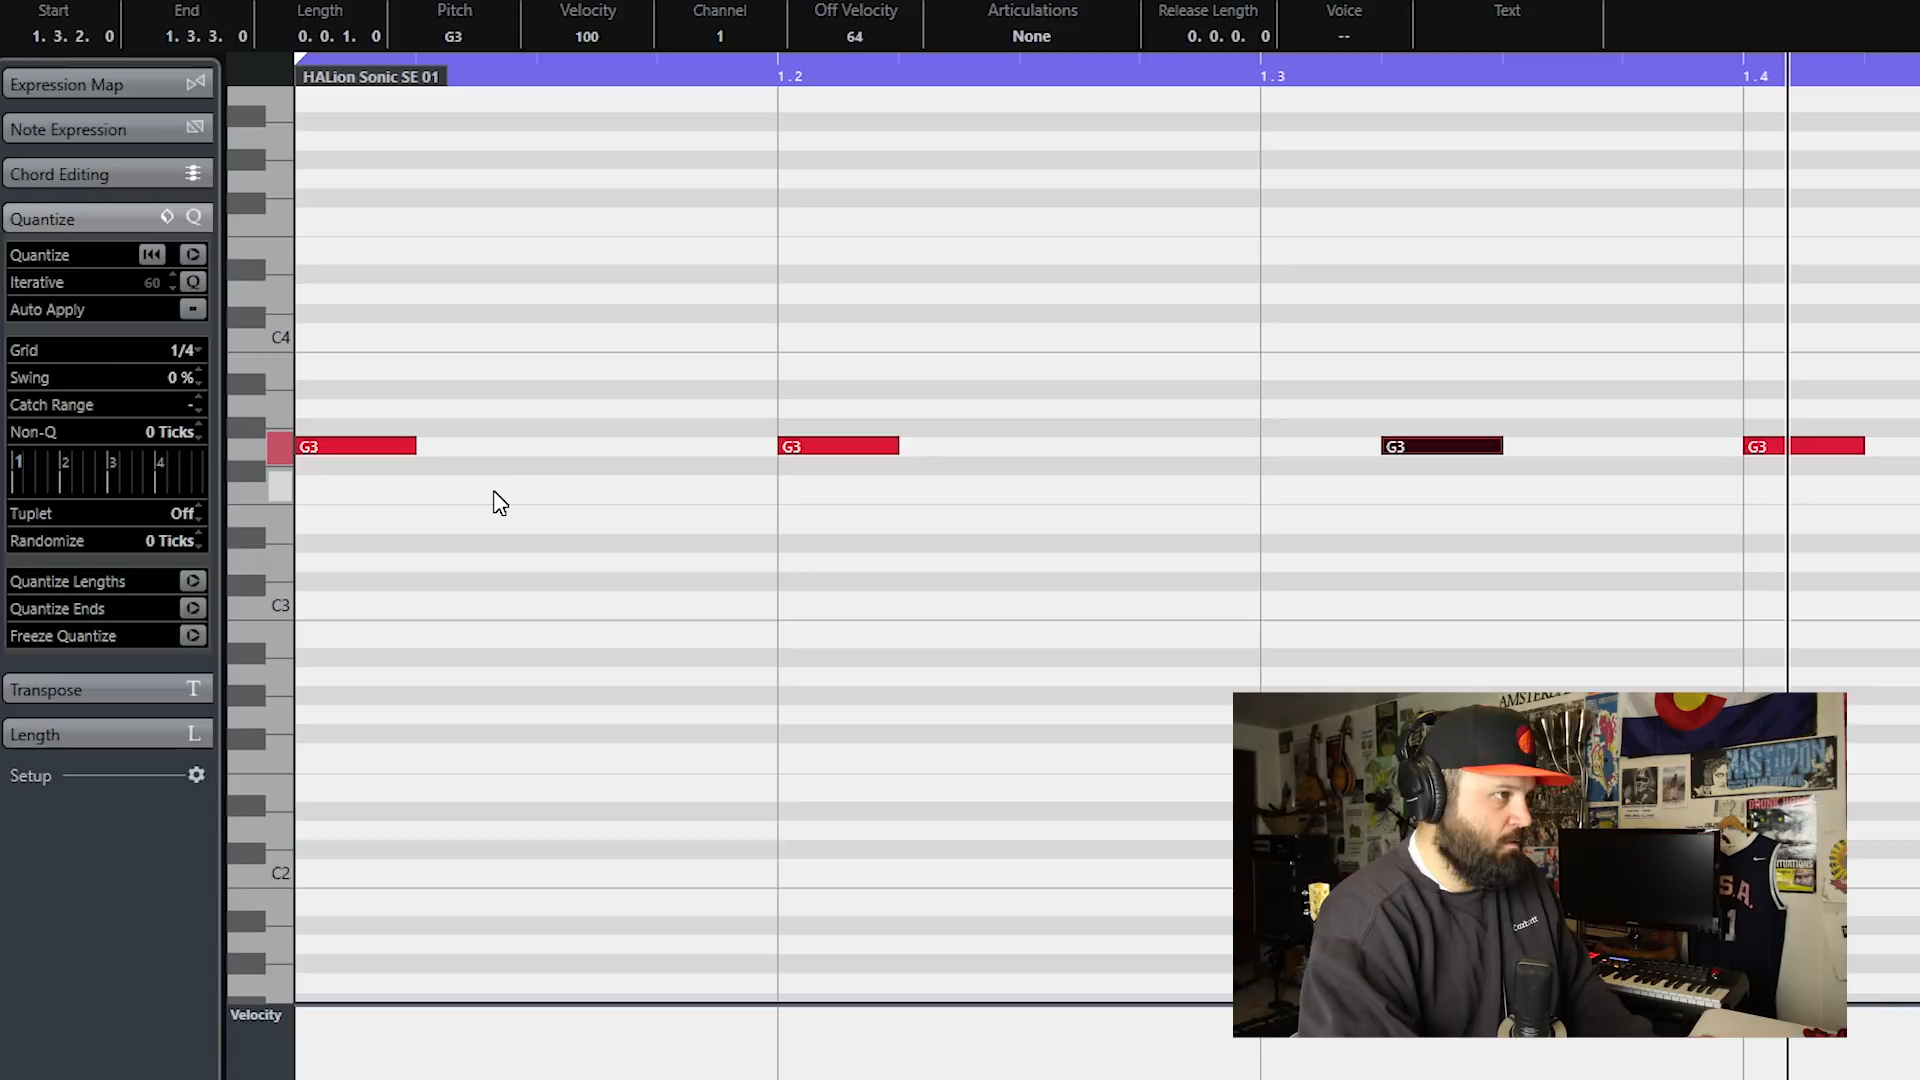 Start End Length Pitch Velocity Channel Off Velocity Articulations Release Length Voice Text
1. 3. 2. 0 1. 3. 3. 0 0. 0. 1. 0 G3 100 1 64 None 0. 0. 0. 0 --
HALion Sonic SE 01 1.2 1.3 1.4
Expression Map
Note Expression
Chord Editing
Quantize Q
Quantize
Iterative 60 Q
Auto Apply
Grid 1/4
Swing 0 %
Catch Range -
Non-Q 0 Ticks
1 2 3 4
Tuplet Off
Randomize 0 Ticks
Quantize Lengths
Quantize Ends
Freeze Quantize
Transpose T
Length L
Setup
C4
G3 G3 G3 G3
C3
C2
Velocity
MASTODON
S.A.
1
Carhartt